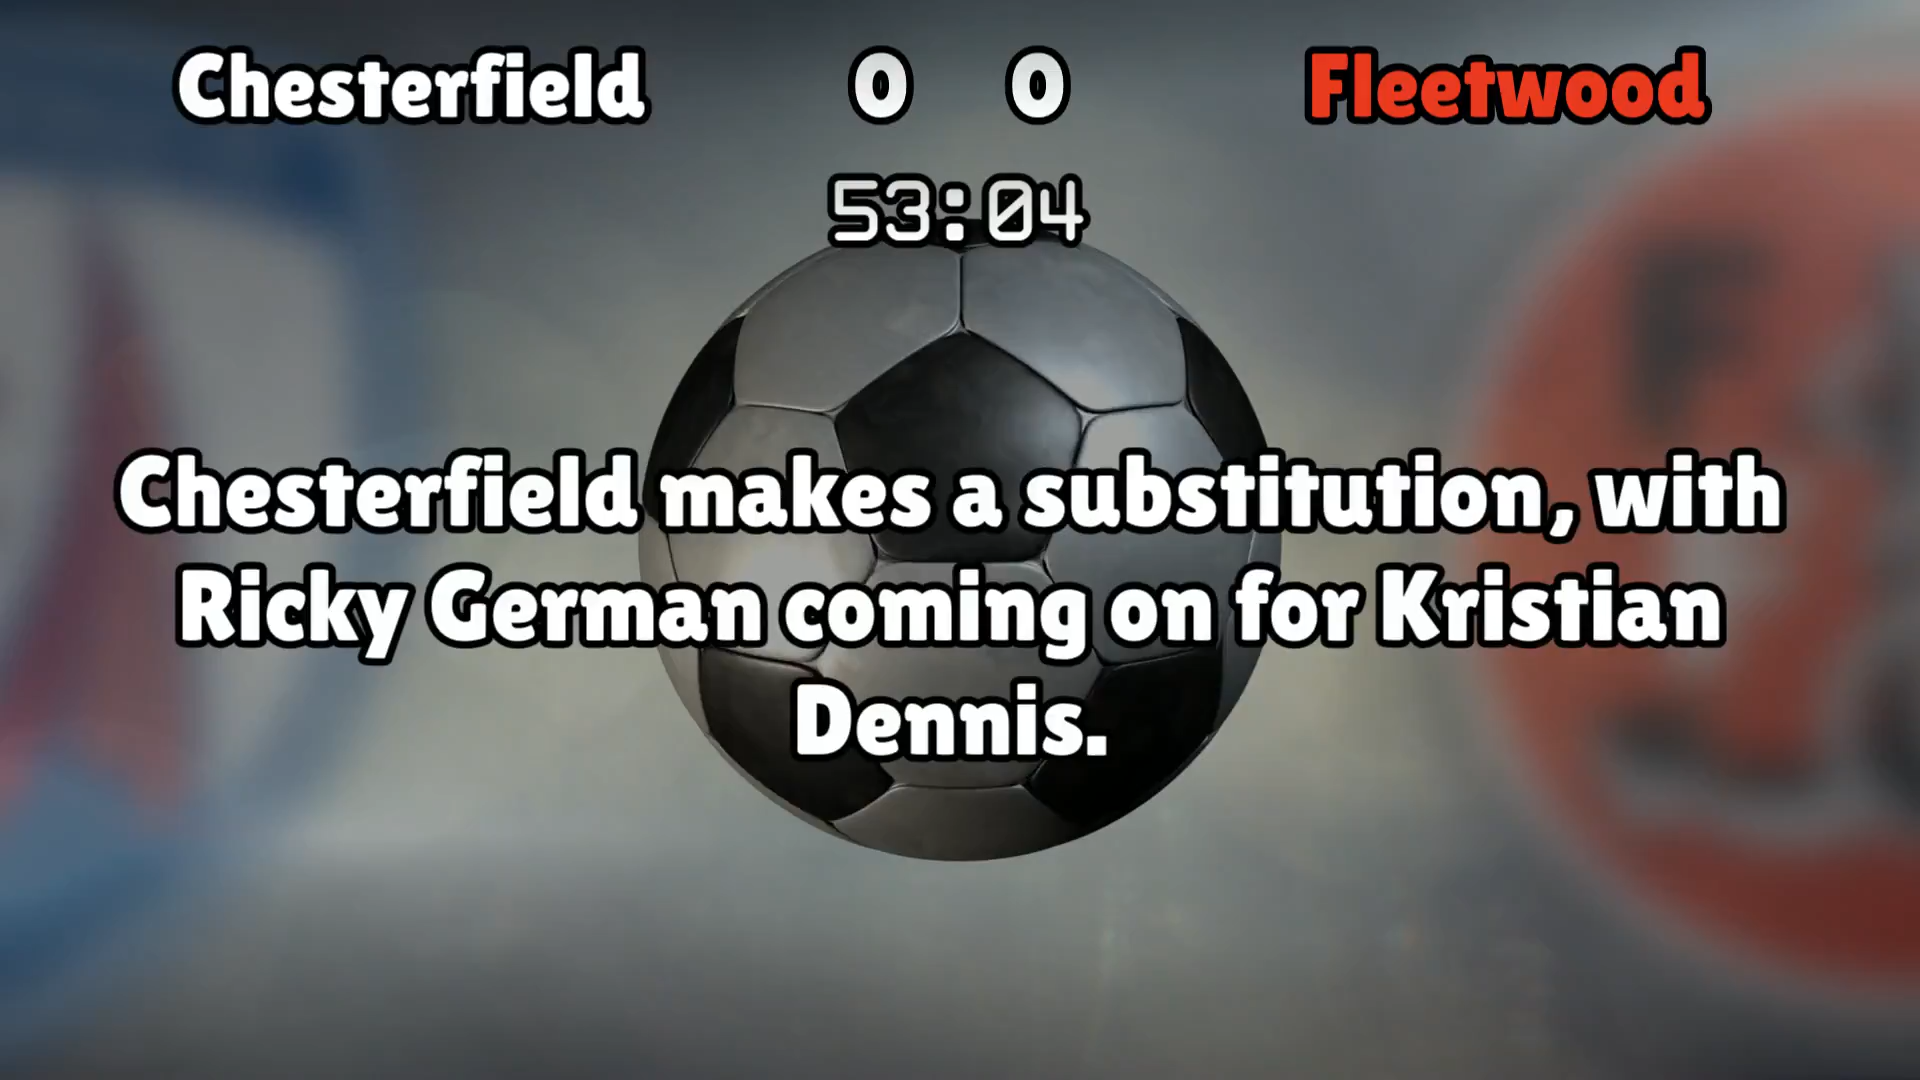 Chesterfield 0 0 Fleetwood
53:04
Chesterfield makes a substitution, with
Ricky German coming on for Kristian
Dennis.